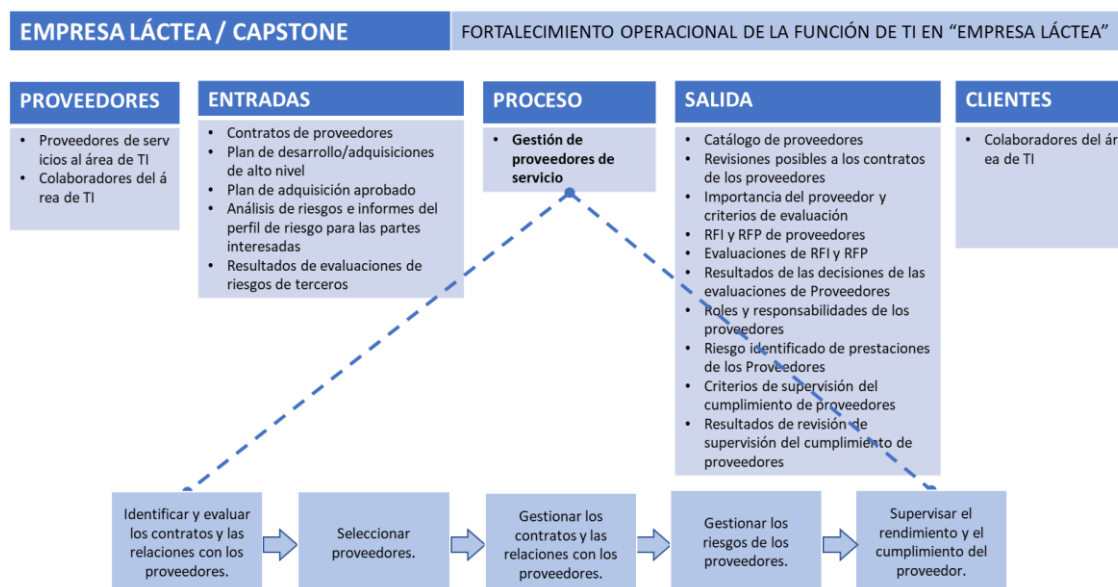 EMPRESA LÁCTEA / CAPSTONE
FORTALECIMIENTO OPERACIONAL DE LA FUNCIÓN DE TI EN “EMPRESA LÁCTEA”
PROVEEDORES
• Proveedores de serv
icios al área de TI
• Colaboradores del á
rea de TI
ENTRADAS
• Contratos de proveedores
• Plan de desarrollo/adquisiciones
de alto nivel
• Plan de adquisición aprobado
• Análisis de riesgos e informes del
perfil de riesgo para las partes
interesadas
• Resultados de evaluaciones de
riesgos de terceros
PROCESO
• Gestión de
proveedores de
servicio
SALIDA
• Catálogo de proveedores
• Revisiones posibles a los contratos
de los proveedores
• Importancia del proveedor y
criterios de evaluación
• RFI y RFP de proveedores
• Evaluaciones de RFI y RFP
• Resultados de las decisiones de las
evaluaciones de Proveedores
• Roles y responsabilidades de los
proveedores
• Riesgo identificado de prestaciones
de los Proveedores
• Criterios de supervisión del
cumplimiento de proveedores
• Resultados de revisión de
supervisión del cumplimiento de
proveedores
CLIENTES
• Colaboradores del ár
ea de TI
Identificar y evaluar
los contratos y las
relaciones con los
proveedores.
Seleccionar
proveedores.
Gestionar los
contratos y las
relaciones con los
proveedores.
Gestionar los
riesgos de los
proveedores.
Supervisar el
rendimiento y el
cumplimiento del
proveedor.